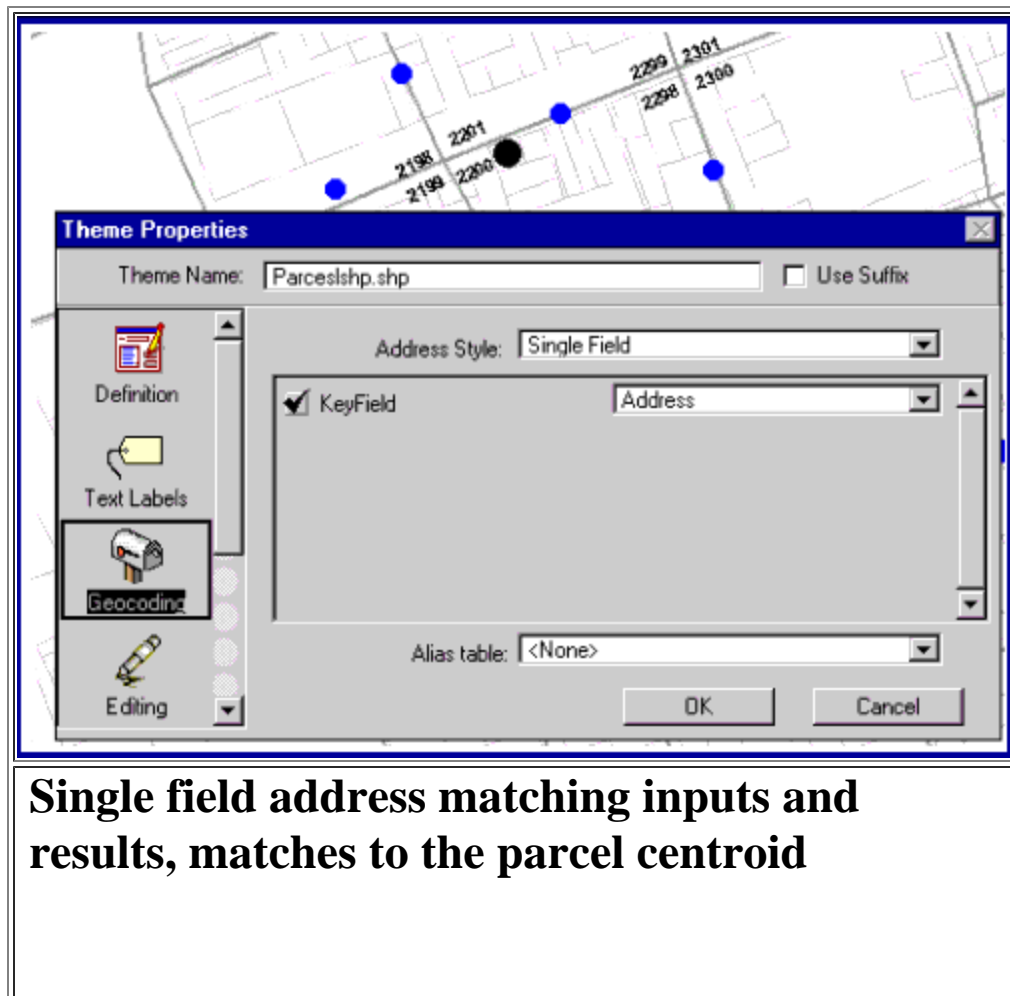 2299 2301
2298 2300
2198 2201
2199 2200
Theme Properties
Theme Name: Parceslshp.shp Use Suffix
Address Style: Single Field
Definition
KeyField Address
Text Labels
Geocoding
Alias table: <None>
Editing
OK Cancel
Single field address matching inputs and
results, matches to the parcel centroid